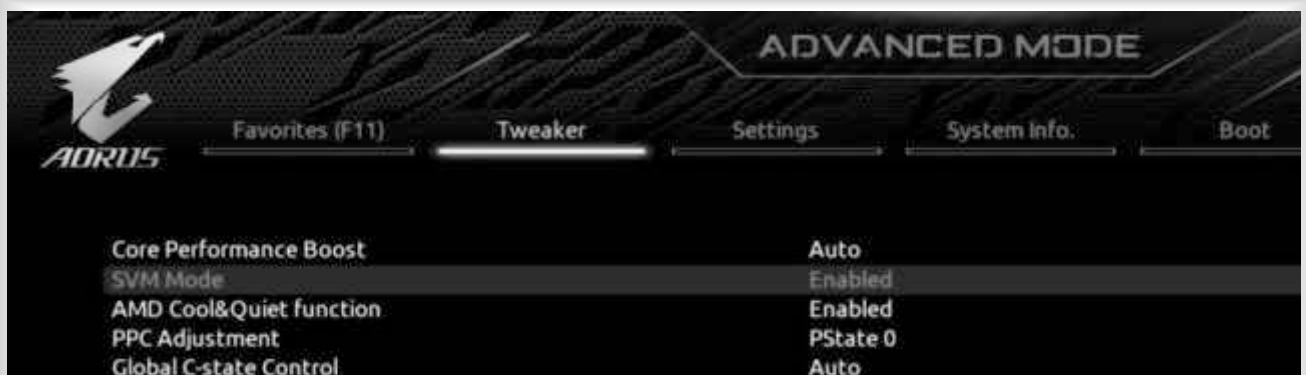 ADVANCED MODE
Favorites (F11) Tweaker Settings System Info. Boot
AORUS
Core Performance Boost Auto
SVM Mode Enabled
AMD Cool&Quiet function Enabled
PPC Adjustment PState 0
Global C-state Control Auto